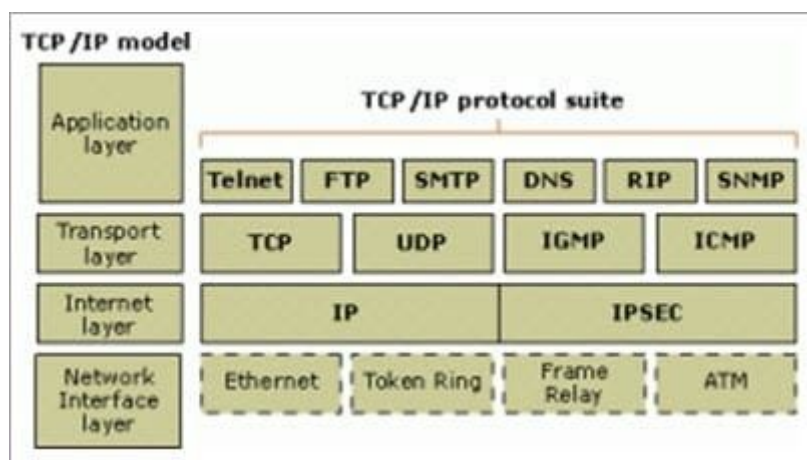 TCP/IP model
TCP/IP protocol suite
Application
layer
Telnet FTP SMTP DNS RIP SNMP
Transport
layer
TCP UDP IGMP ICMP
Internet
layer
IP IPSEC
Network
Interface
layer
Ethernet Token Ring Frame
Relay ATM